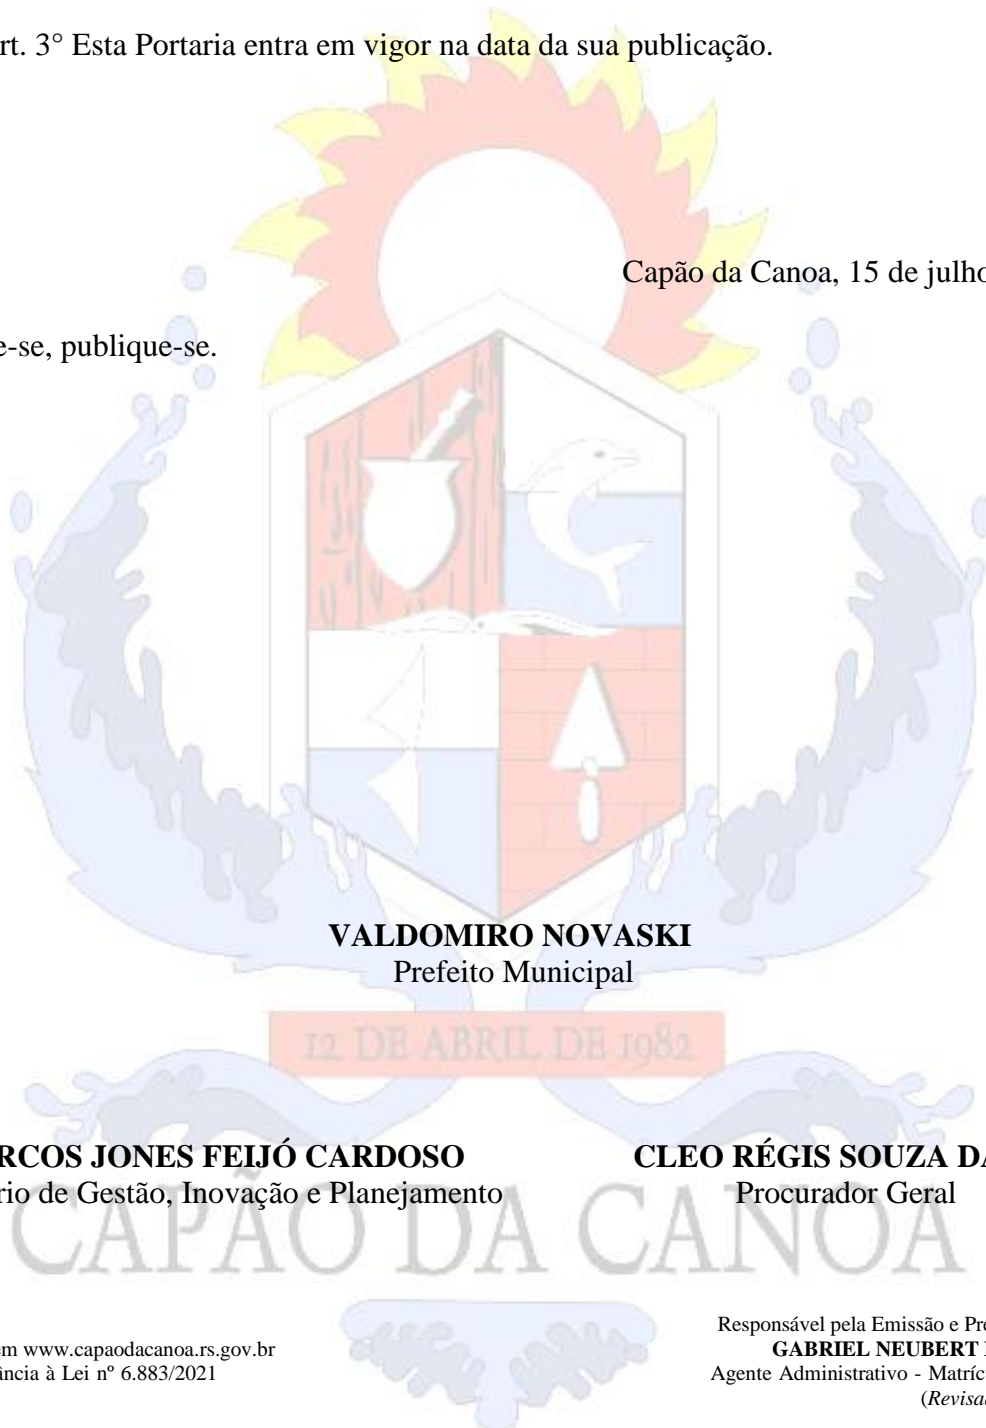 rt. 3° Esta Portaria entra em vigor na data da sua publicação.
Capão da Canoa, 15 de julho
e-se, publique-se.
VALDOMIRO NOVASKI
Prefeito Municipal
12 DE ABRIL DE 1982
RCOS JONES FEIJÓ CARDOSO
rio de Gestão, Inovação e Planejamento
CLEO RÉGIS SOUZA DA
Procurador Geral
CAPÃO DA CANOA
em www.capaodacanoa.rs.gov.br
ância à Lei nº 6.883/2021
Responsável pela Emissão e Pre
GABRIEL NEUBERT
Agente Administrativo - Matríc
(Revisa